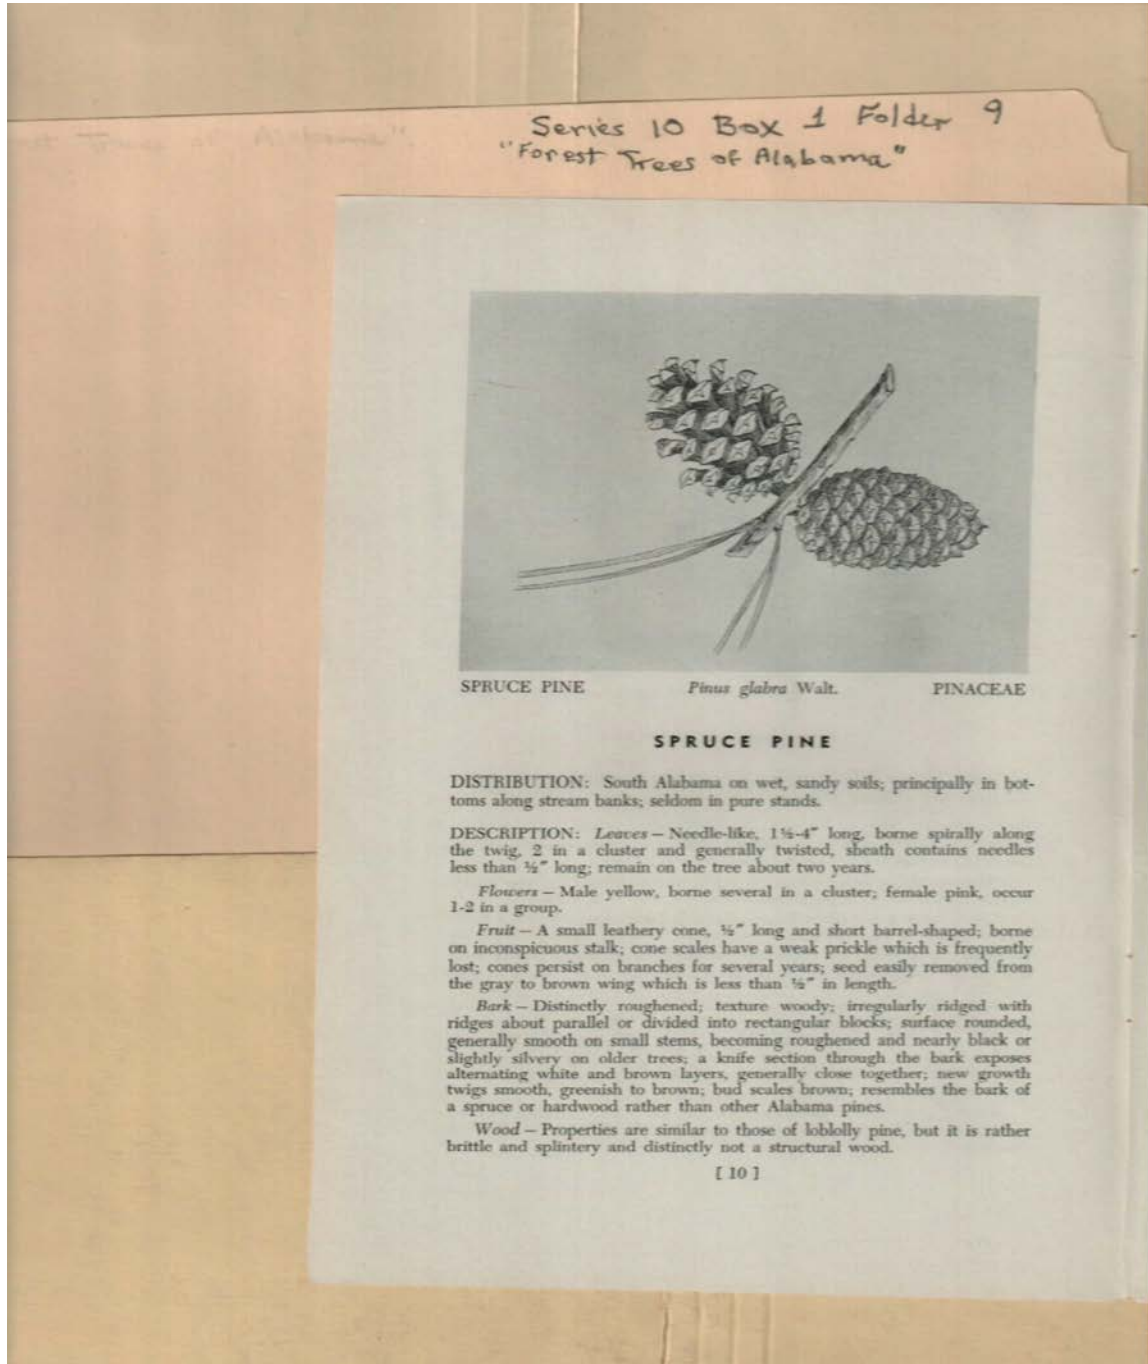 Series 10 Box 1 Folder 9
"Forest Trees of Alabama"
SPRUCE PINE Pinus glabra Walt. PINACEAE
SPRUCE PINE
DISTRIBUTION: South Alabama on wet, sandy soils; principally in bot-
toms along stream banks; seldom in pure stands.
DESCRIPTION: Leaves – Needle-like, 1½-4" long, borne spirally along
the twig, 2 in a cluster and generally twisted, sheath contains needles
less than ½" long; remain on the tree about two years.
Flowers – Male yellow, borne several in a cluster; female pink, occur
1-2 in a group.
Fruit – A small leathery cone, ½" long and short barrel-shaped; borne
on inconspicuous stalk; cone scales have a weak prickle which is frequently
lost; cones persist on branches for several years; seed easily removed from
the gray to brown wing which is less than ½" in length.
Bark – Distinctly roughened; texture woody; irregularly ridged with
ridges about parallel or divided into rectangular blocks; surface rounded,
generally smooth on small stems, becoming roughened and nearly black or
slightly silvery on older trees; a knife section through the bark exposes
alternating white and brown layers, generally close together; new growth
twigs smooth, greenish to brown; bud scales brown; resembles the bark of
a spruce or hardwood rather than other Alabama pines.
Wood – Properties are similar to those of loblolly pine, but it is rather
brittle and splintery and distinctly not a structural wood.
[ 10 ]